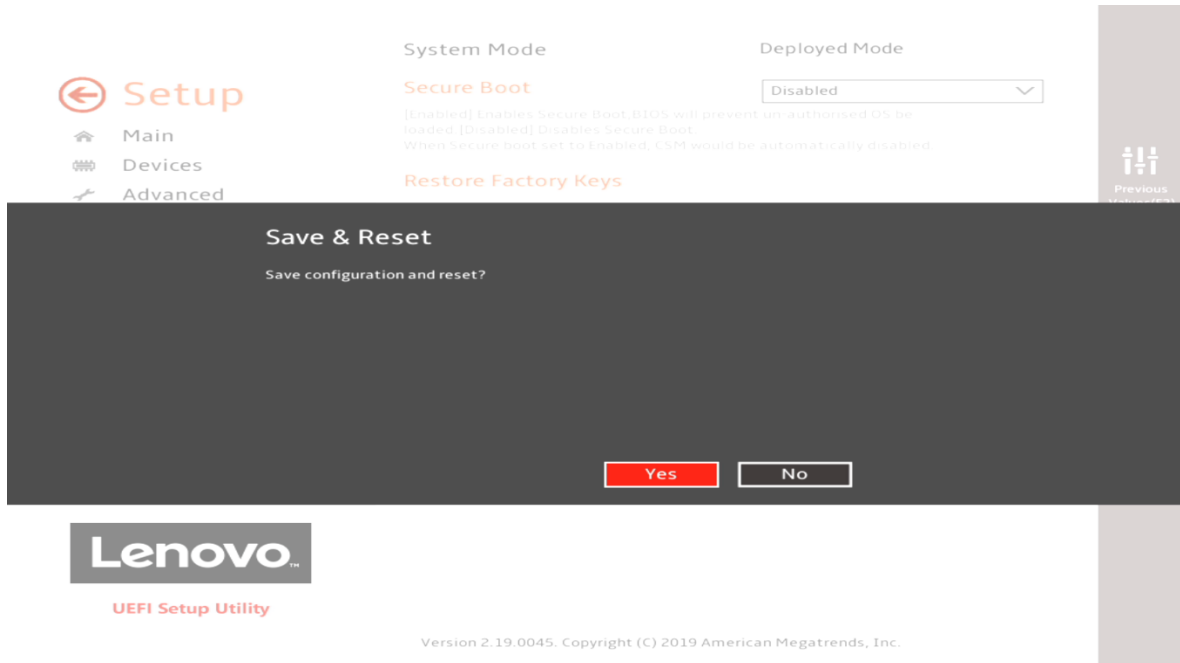 System Mode Deployed Mode
Setup
Secure Boot Disabled
[Enabled] Enables Secure Boot,BIOS will prevent un-authorised OS be
loaded.[Disabled] Disables Secure Boot.
When Secure boot set to Enabled, CSM would be automatically disabled.
Main
Devices
Advanced
Restore Factory Keys
Previous
Values(F2)
Save & Reset
Save configuration and reset?
Yes No
Lenovo™
UEFI Setup Utility
Version 2.19.0045. Copyright (C) 2019 American Megatrends, Inc.